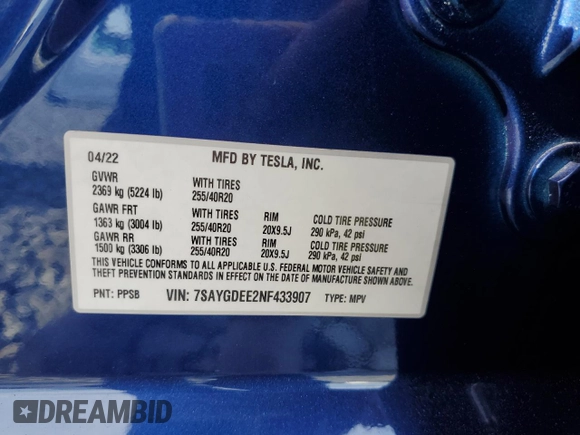 04/22 MFD BY TESLA, INC.
GVWR WITH TIRES
2369 kg (5224 lb) 255/40R20
GAWR FRT WITH TIRES RIM COLD TIRE PRESSURE
1363 kg (3004 lb) 255/40R20 20X9.5J 290 kPa, 42 psi
GAWR RR WITH TIRES RIM COLD TIRE PRESSURE
1500 kg (3306 lb) 255/40R20 20X9.5J 290 kPa, 42 psi
THIS VEHICLE CONFORMS TO ALL APPLICABLE U.S. FEDERAL MOTOR VEHICLE SAFETY AND
THEFT PREVENTION STANDARDS IN EFFECT ON THE DATE OF MANUFACTURE SHOWN ABOVE.
PNT: PPSB VIN: 7SAYGDEE2NF433907 TYPE: MPV
DREAMBID